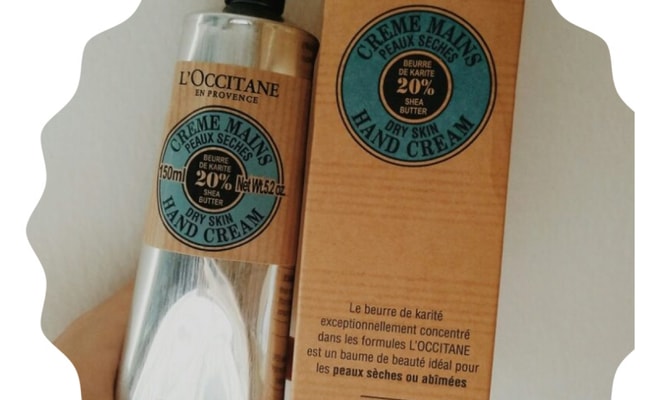 L'OCCITANE
EN PROVENCE
CREME MAINS
PEAUX SECHES
BEURRE
DE KARITE
20%
SHEA
BUTTER
150ml
Net Wt.5.2 oz.
DRY SKIN
HAND CREAM
CREME MAINS
PEAUX SECHES
BEURRE
DE KARITE
20%
SHEA
BUTTER
DRY SKIN
HAND CREAM
Le beurre de karité
exceptionnellement concentré
dans les formules L'OCCITANE
est un baume de beauté idéal pour
les peaux sèches ou abîmées